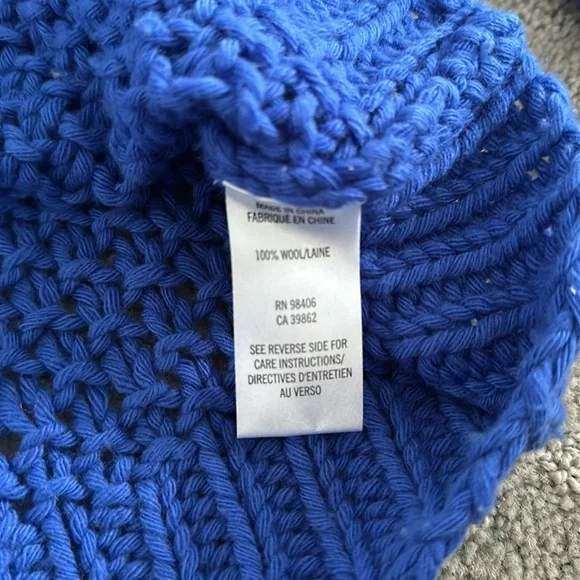 MADE IN CHINA
FABRIQUÉ EN CHINE
100% WOOL/LAINE
RN 98406
CA 39862
SEE REVERSE SIDE FOR
CARE INSTRUCTIONS/
DIRECTIVES D'ENTRETIEN
AU VERSO